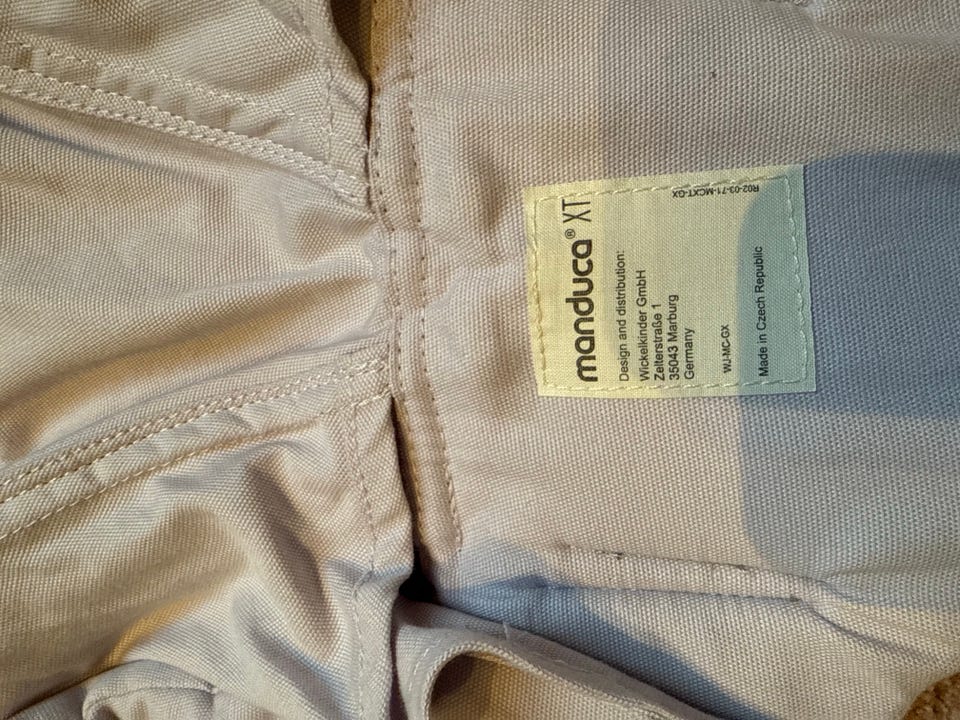 manduca® XT
Design and distribution:
Wickelkinder GmbH
Zelterstraße 1
35043 Marburg
Germany
WJ-MC-GX
Made in Czech Republic
R02-03-71-MCXT-GX